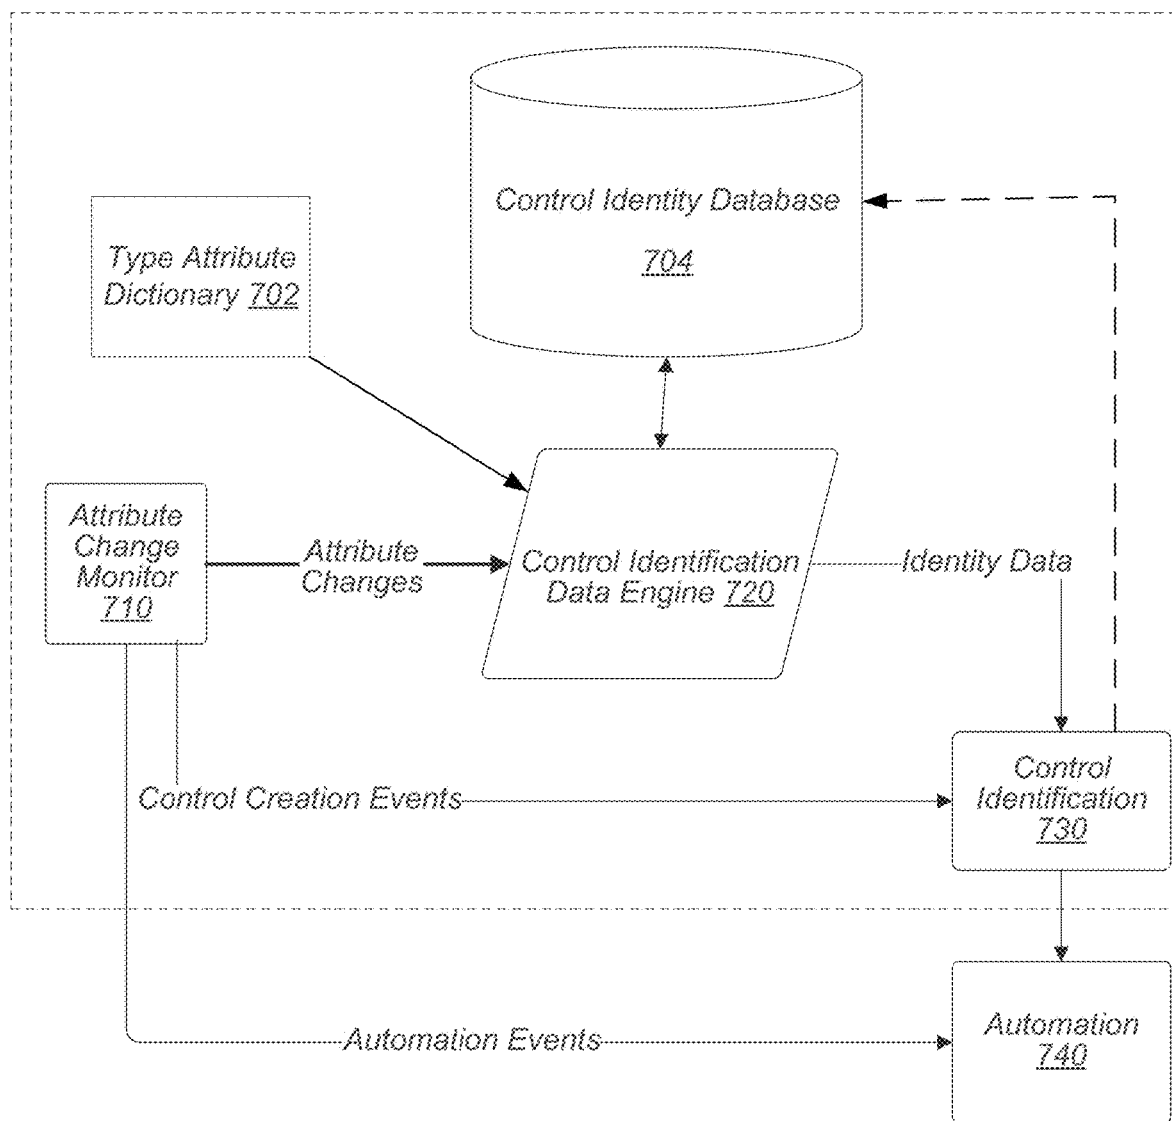 Control Identity Database
704
Type Attribute
Dictionary 702
Attribute
Change
Monitor
710
Attribute
Changes
Control Identification
Data Engine 720
Identity Data
Control Creation Events
Control
Identification
730
Automation Events
Automation
740